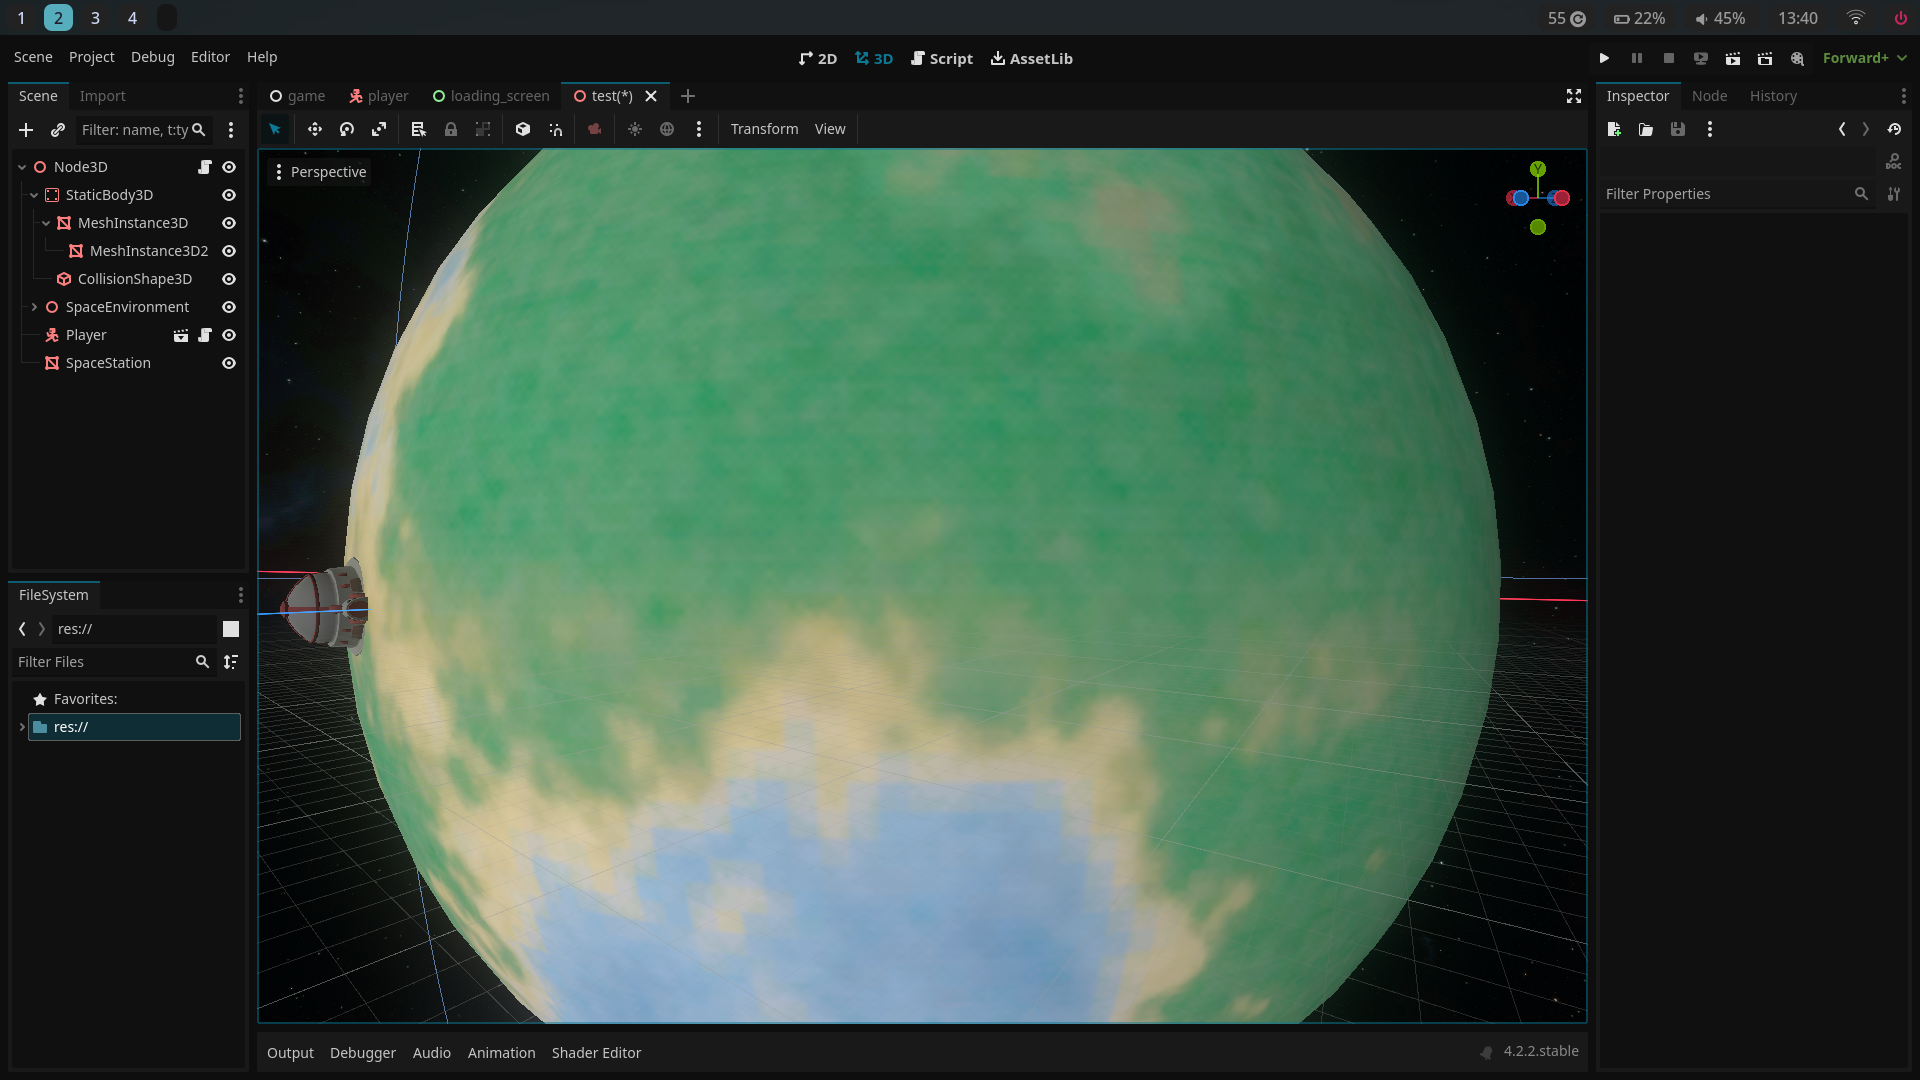 1 2 3 4 55 22% 45% 13:40
Scene Project Debug Editor Help 2D 3D Script AssetLib Forward+
Scene Import
game player loading_screen test(*)
Inspector Node History
Filter: name, t:ty
Transform View
Perspective
Y
Node3D
StaticBody3D
MeshInstance3D
MeshInstance3D2
CollisionShape3D
SpaceEnvironment
Player
SpaceStation
DOC
Filter Properties
FileSystem
res://
Filter Files
Favorites:
res://
Output Debugger Audio Animation Shader Editor 4.2.2.stable